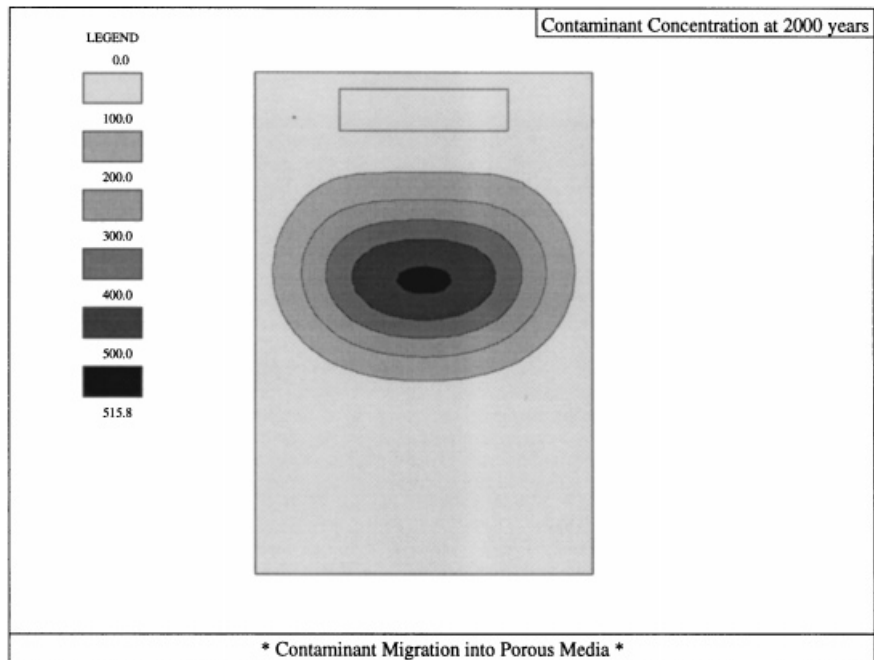 Contaminant Concentration at 2000 years
LEGEND
0.0
100.0
200.0
300.0
400.0
500.0
515.8
* Contaminant Migration into Porous Media *